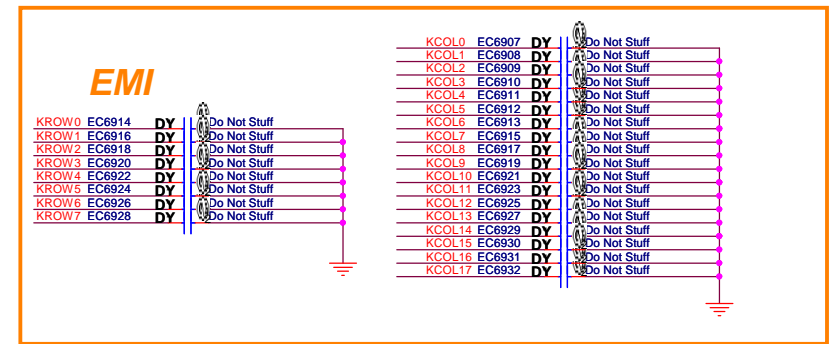 EMI
KROW0 EC6914 DY Do Not Stuff
KROW1 EC6916 DY Do Not Stuff
KROW2 EC6918 DY Do Not Stuff
KROW3 EC6920 DY Do Not Stuff
KROW4 EC6922 DY Do Not Stuff
KROW5 EC6924 DY Do Not Stuff
KROW6 EC6926 DY Do Not Stuff
KROW7 EC6928 DY Do Not Stuff
KCOL0 EC6907 DY Do Not Stuff
KCOL1 EC6908 DY Do Not Stuff
KCOL2 EC6909 DY Do Not Stuff
KCOL3 EC6910 DY Do Not Stuff
KCOL4 EC6911 DY Do Not Stuff
KCOL5 EC6912 DY Do Not Stuff
KCOL6 EC6913 DY Do Not Stuff
KCOL7 EC6915 DY Do Not Stuff
KCOL8 EC6917 DY Do Not Stuff
KCOL9 EC6919 DY Do Not Stuff
KCOL10 EC6921 DY Do Not Stuff
KCOL11 EC6923 DY Do Not Stuff
KCOL12 EC6925 DY Do Not Stuff
KCOL13 EC6927 DY Do Not Stuff
KCOL14 EC6929 DY Do Not Stuff
KCOL15 EC6930 DY Do Not Stuff
KCOL16 EC6931 DY Do Not Stuff
KCOL17 EC6932 DY Do Not Stuff